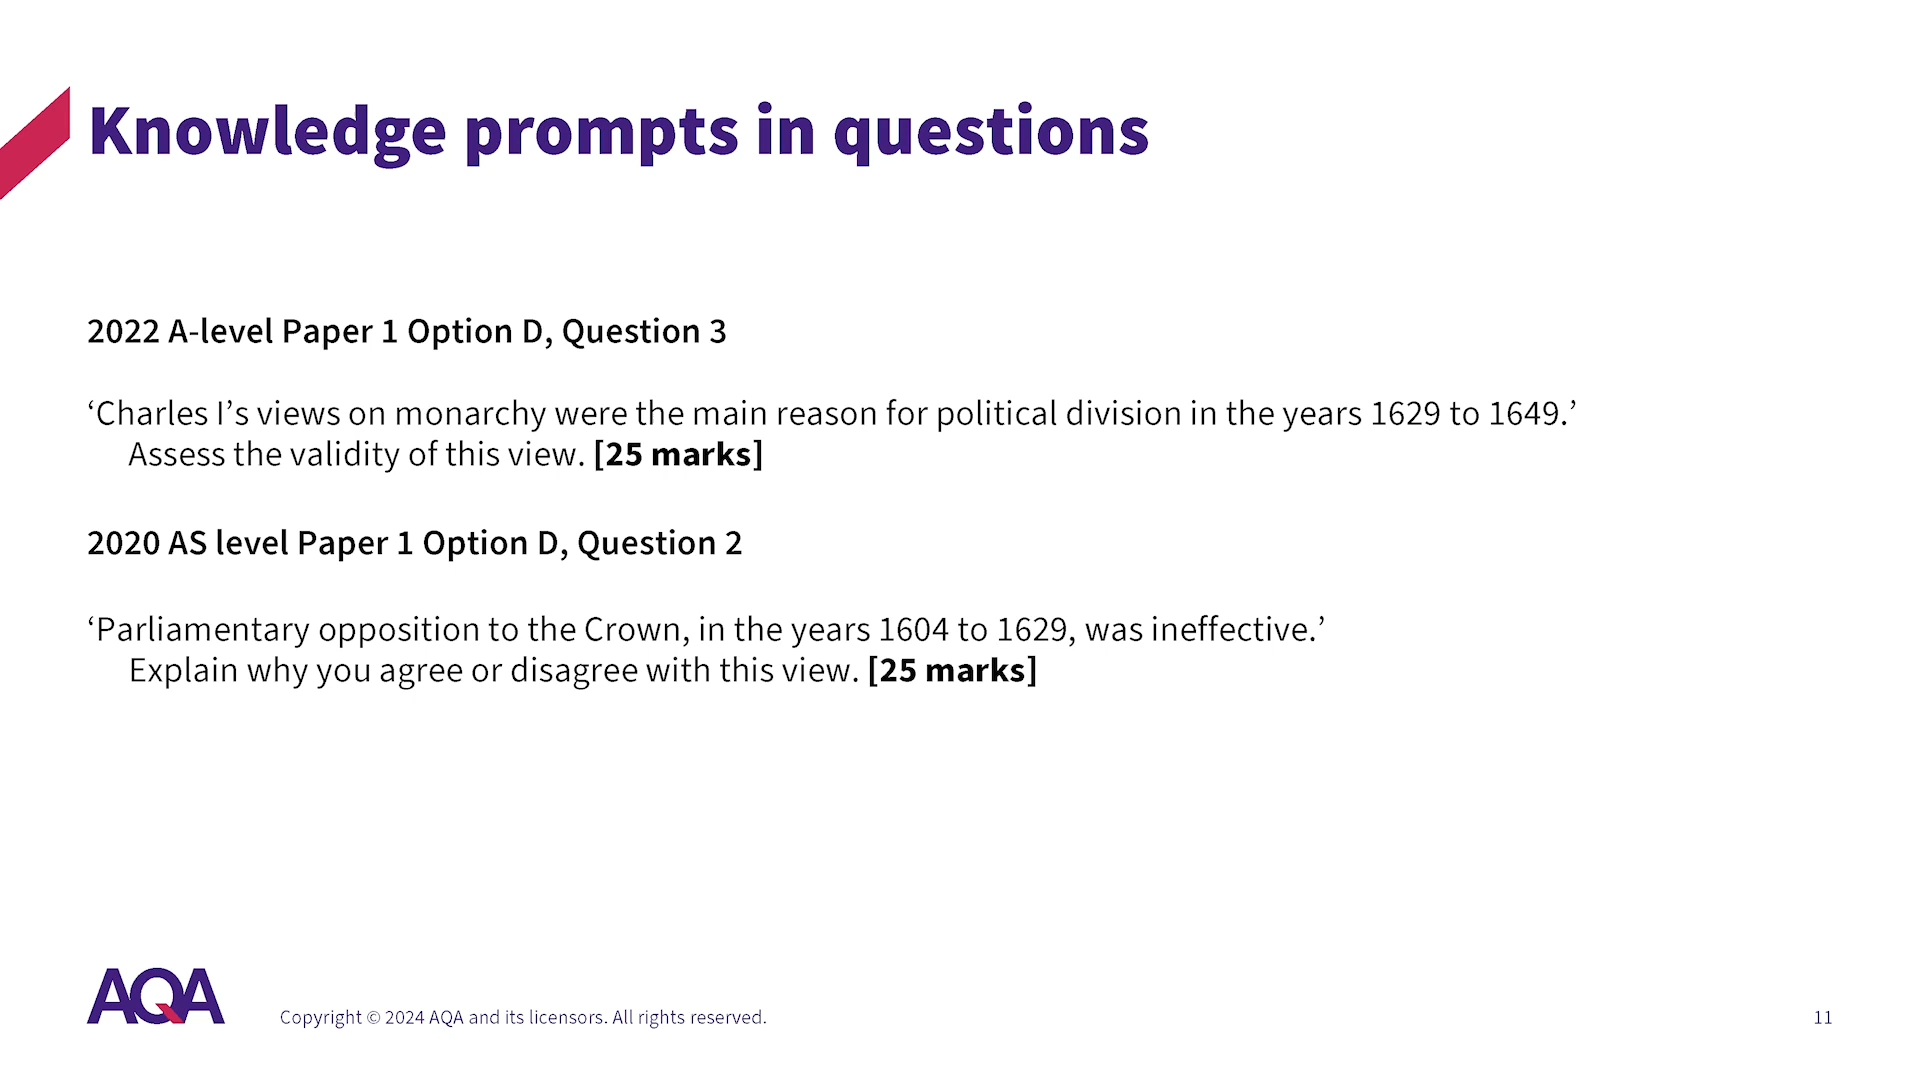 Knowledge prompts in questions
2022 A-level Paper 1 Option D, Question 3
‘Charles I’s views on monarchy were the main reason for political division in the years 1629 to 1649.’
Assess the validity of this view. [25 marks]
2020 AS level Paper 1 Option D, Question 2
‘Parliamentary opposition to the Crown, in the years 1604 to 1629, was ineffective.’
Explain why you agree or disagree with this view. [25 marks]
AQA
Copyright © 2024 AQA and its licensors. All rights reserved.
11